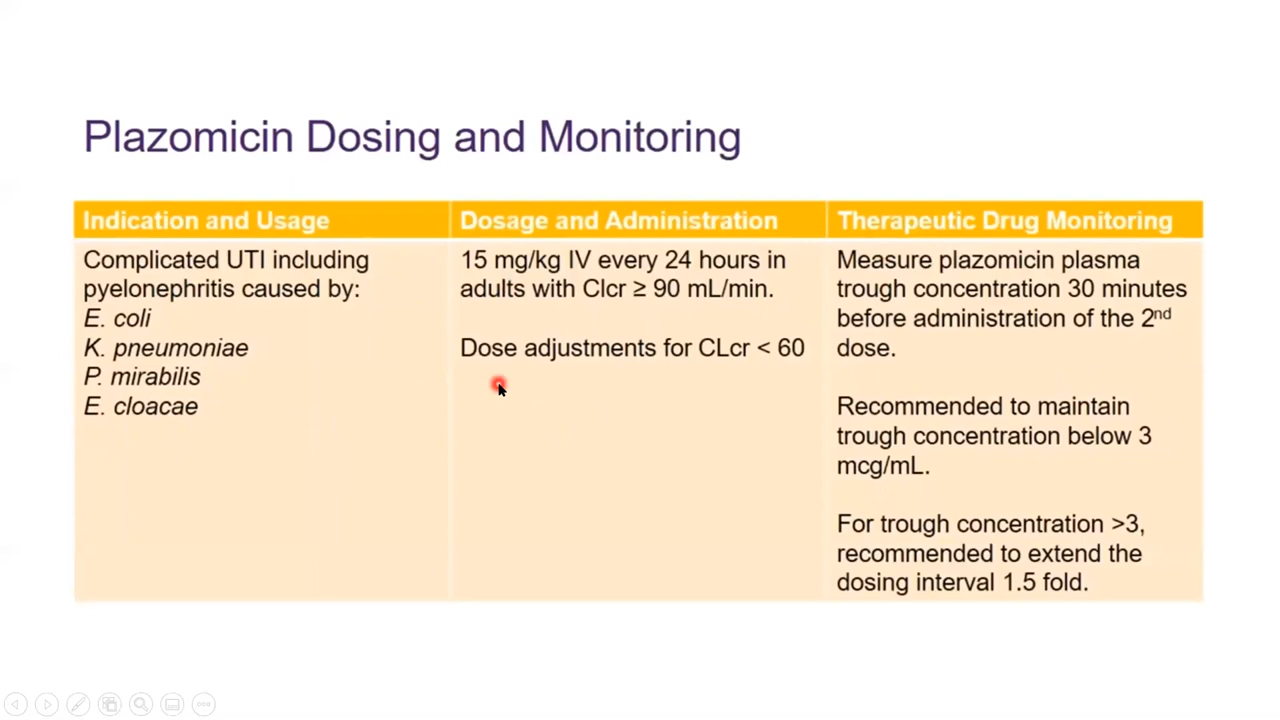 Plazomicin Dosing and Monitoring
Indication and Usage
Complicated UTI including
pyelonephritis caused by:
E. coli
K. pneumoniae
P. mirabilis
E. cloacae
Dosage and Administration
15 mg/kg IV every 24 hours in
adults with Clcr ≥ 90 mL/min.
Dose adjustments for CLcr < 60
Therapeutic Drug Monitoring
Measure plazomicin plasma
trough concentration 30 minutes
before administration of the 2nd
dose.
Recommended to maintain
trough concentration below 3
mcg/mL.
For trough concentration >3,
recommended to extend the
dosing interval 1.5 fold.